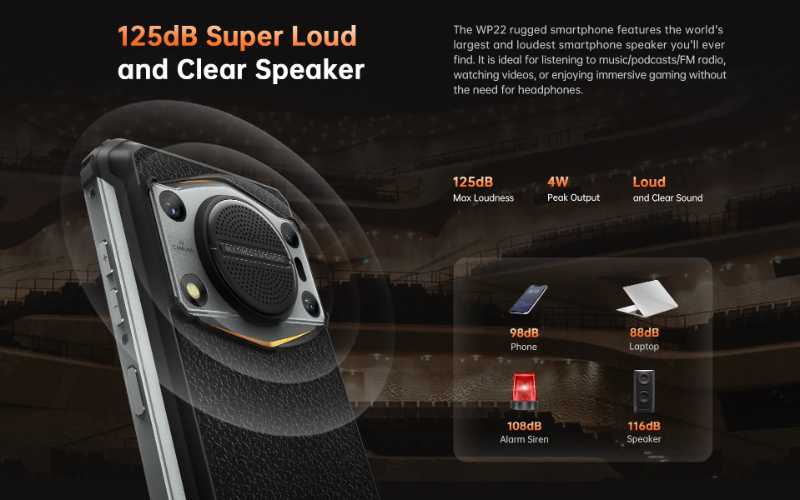 125dB Super Loud
and Clear Speaker
The WP22 rugged smartphone features the world's
largest and loudest smartphone speaker you'll ever
find. It is ideal for listening to music/podcasts/FM radio,
watching videos, or enjoying immersive gaming without
the need for headphones.
125dB
Max Loudness
4W
Peak Output
Loud
and Clear Sound
98dB
Phone
88dB
Laptop
108dB
Alarm Siren
116dB
Speaker